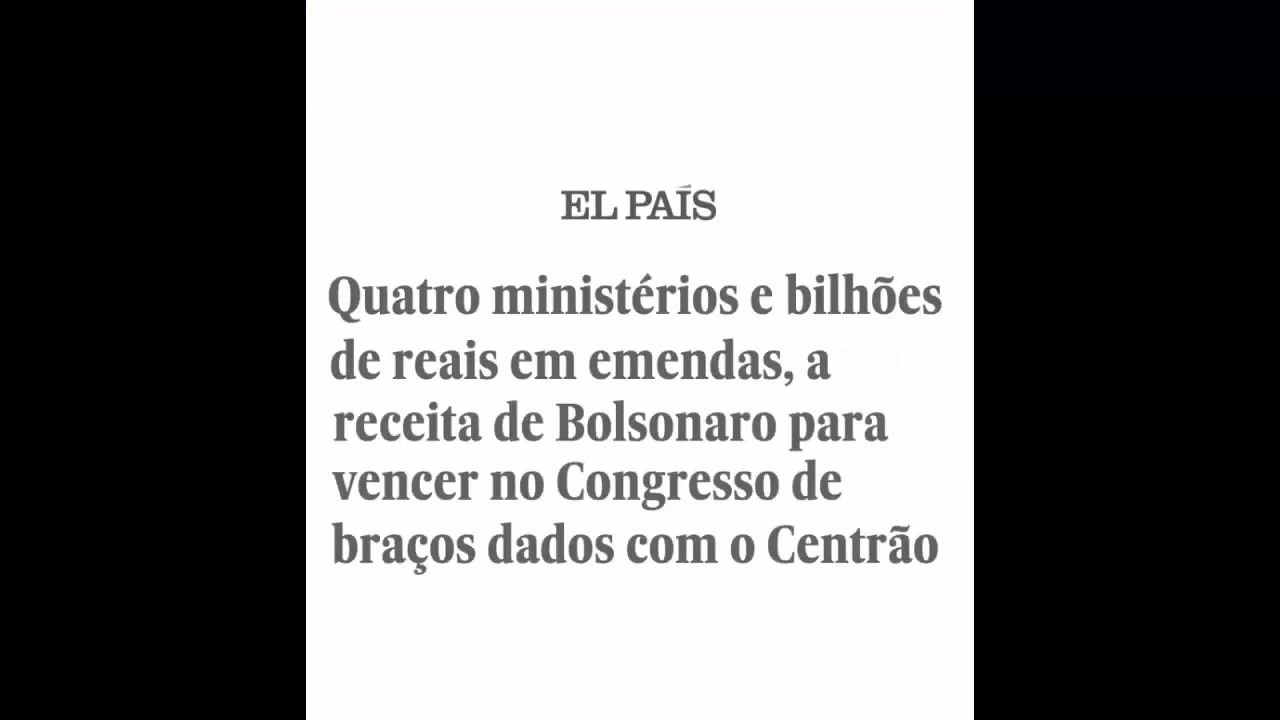 EL PAÍS
Quatro ministérios e bilhões
de reais em emendas, a
receita de Bolsonaro para
vencer no Congresso de
braços dados com o Centrão